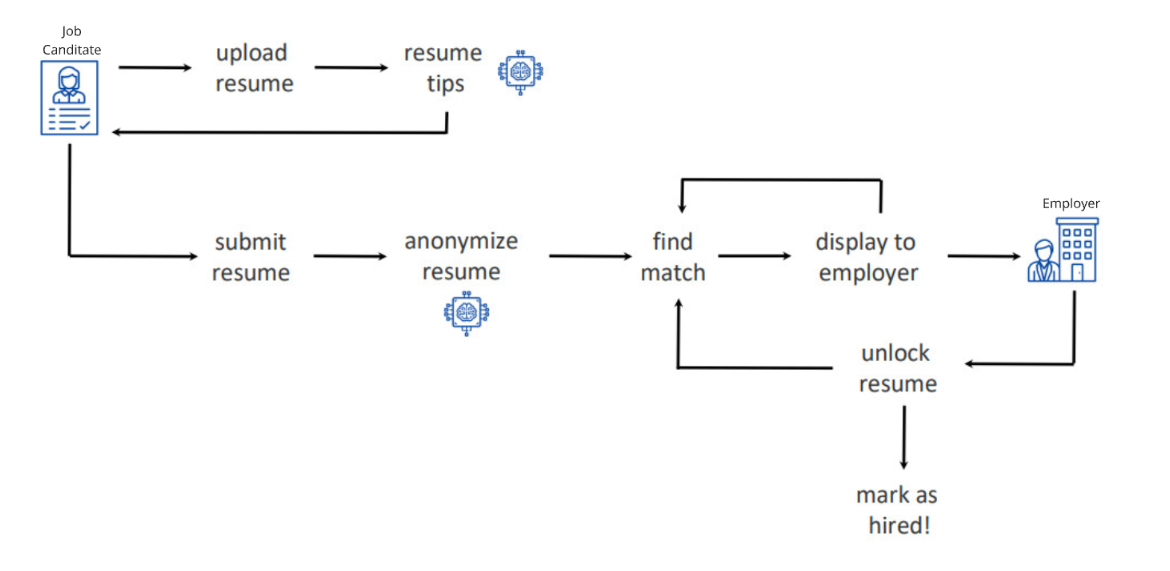 Job
Canditate
upload
resume
resume
tips
submit
resume
anonymize
resume
find
match
display to
employer
Employer
unlock
resume
mark as
hired!